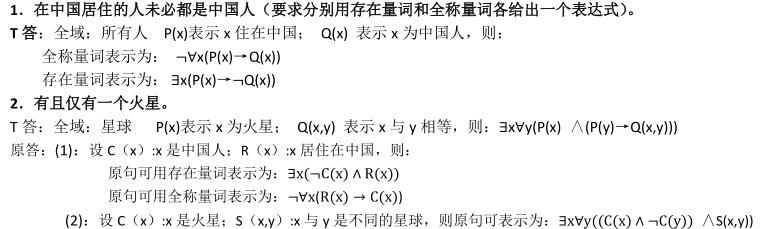 1．在中国居住的人未必都是中国人（要求分别用存在量词和全称量词各给出一个表达式）。
T 答：全域：所有人 P(x)表示 x 住在中国； Q(x) 表示 x 为中国人，则：
全称量词表示为： ¬∀x(P(x)→Q(x))
存在量词表示为：∃x(P(x)→¬Q(x))
2．有且仅有一个火星。
T 答：全域：星球 P(x)表示 x 为火星； Q(x,y) 表示 x 与 y 相等，则：∃x∀y(P(x) ∧(P(y)→Q(x,y)))
原答：(1)：设 C（x）:x 是中国人；R（x）:x 居住在中国，则：
原句可用存在量词表示为：∃x(¬C(x) ∧ R(x))
原句可用全称量词表示为：¬∀x(R(x) → C(x))
(2)：设 C（x）:x 是火星；S（x,y）:x 与 y 是不同的星球，则原句可表示为：∃x∀y((C(x) ∧ ¬C(y)) ∧S(x,y))